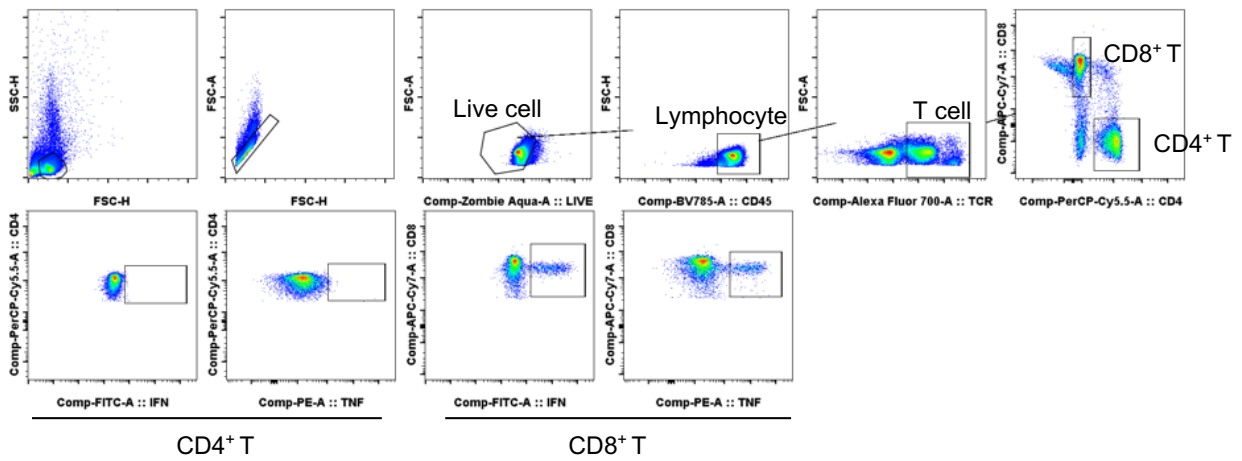 SSC-H
FSC-H
FSC-A
FSC-H
FSC-A
Live cell
Comp-Zombie Aqua-A :: LIVE
FSC-H
Lymphocyte
Comp-BV785-A :: CD45
FSC-A
T cell
Comp-Alexa Fluor 700-A :: TCR
Comp-APC-Cy7-A :: CD8
CD8⁺ T
CD4⁺ T
Comp-PerCP-Cy5.5-A :: CD4
Comp-PerCP-Cy5.5-A :: CD4
Comp-FITC-A :: IFN
Comp-PerCP-Cy5.5-A :: CD4
Comp-PE-A :: TNF
Comp-APC-Cy7-A :: CD8
Comp-FITC-A :: IFN
Comp-APC-Cy7-A :: CD8
Comp-PE-A :: TNF
CD4⁺ T
CD8⁺ T